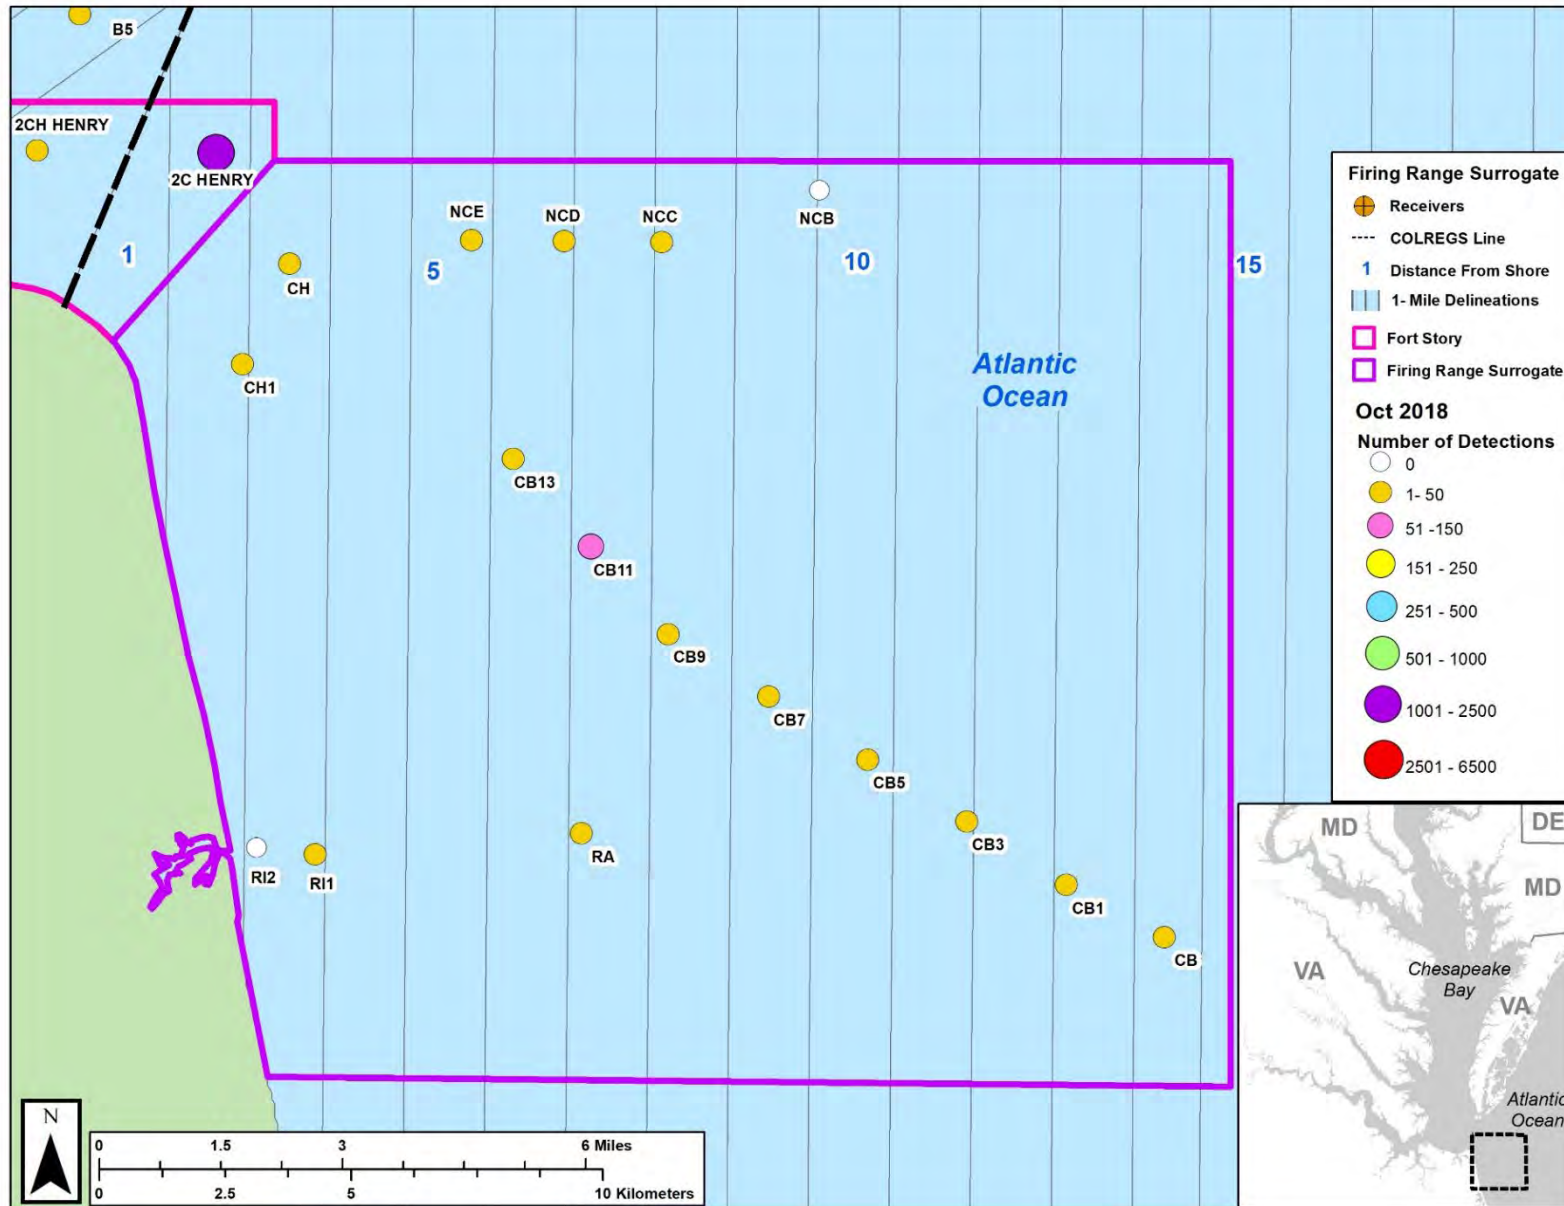 B5
2CH HENRY
2C HENRY
1
CH
NCE
NCD
NCC
NCB
5
10
15
CH1
Atlantic
Ocean
CB13
CB11
CB9
CB7
CB5
CB3
CB1
CB
RI2
RI1
RA
N
0 1.5 3 6 Miles
0 2.5 5 10 Kilometers
Firing Range Surrogate
Receivers
COLREGS Line
1 Distance From Shore
1- Mile Delineations
Fort Story
Firing Range Surrogate
Oct 2018
Number of Detections
0
1- 50
51 -150
151 - 250
251 - 500
501 - 1000
1001 - 2500
2501 - 6500
MD
DE
MD
VA
Chesapeake
Bay
VA
Atlantic
Ocean